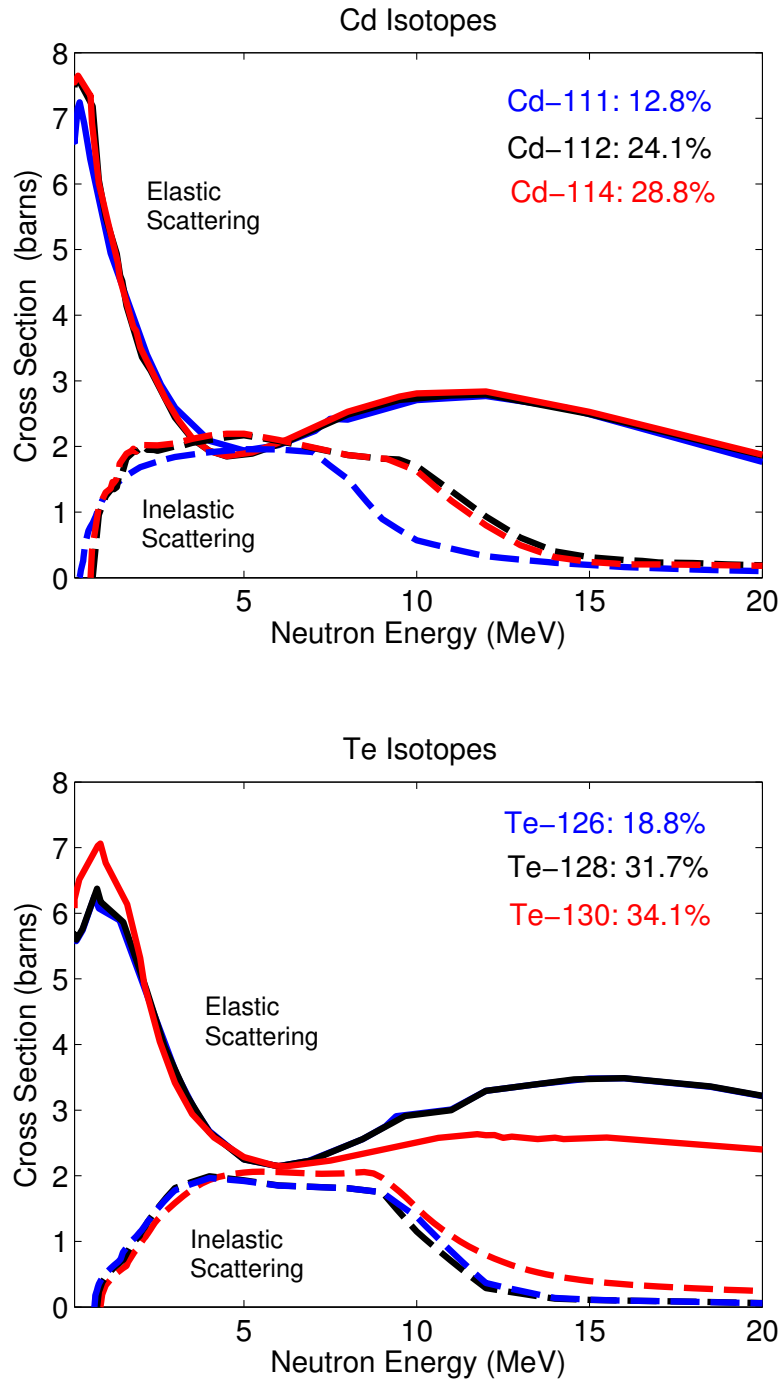 Cd Isotopes
8
7
6
5
4
3
2
1
0
Cross Section (barns)
Cd−111: 12.8%
Cd−112: 24.1%
Cd−114: 28.8%
Elastic
Scattering
Inelastic
Scattering
5 10 15 20
Neutron Energy (MeV)
Te Isotopes
8
7
6
5
4
3
2
1
0
Cross Section (barns)
Te−126: 18.8%
Te−128: 31.7%
Te−130: 34.1%
Elastic
Scattering
Inelastic
Scattering
5 10 15 20
Neutron Energy (MeV)